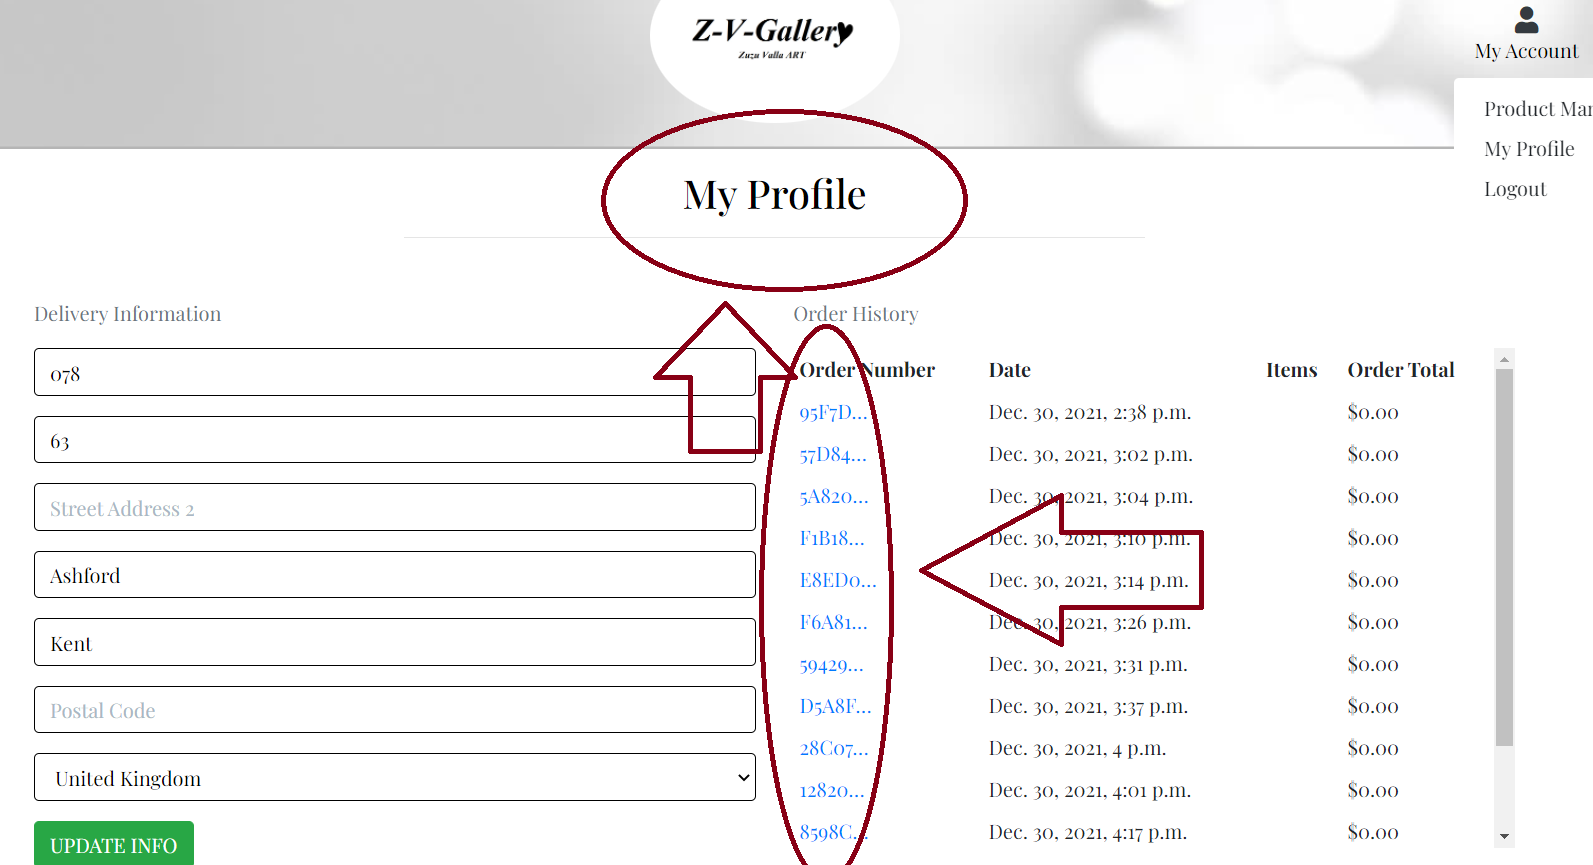 Z-V-Gallery
Zuzu Valla ART
My Account
Product Mar
My Profile
Logout
My Profile
Delivery Information
078
63
Street Address 2
Ashford
Kent
Postal Code
United Kingdom
UPDATE INFO
Order History
Order Number Date Items Order Total
95F7D... Dec. 30, 2021, 2:38 p.m. $0.00
57D84... Dec. 30, 2021, 3:02 p.m. $0.00
5A820... Dec. 30, 2021, 3:04 p.m. $0.00
F1B18... Dec. 30, 2021, 3:10 p.m. $0.00
E8ED0... Dec. 30, 2021, 3:14 p.m. $0.00
F6A81... Dec. 30, 2021, 3:26 p.m. $0.00
59429... Dec. 30, 2021, 3:31 p.m. $0.00
D5A8F... Dec. 30, 2021, 3:37 p.m. $0.00
28C07... Dec. 30, 2021, 4 p.m. $0.00
12820... Dec. 30, 2021, 4:01 p.m. $0.00
8598C... Dec. 30, 2021, 4:17 p.m. $0.00